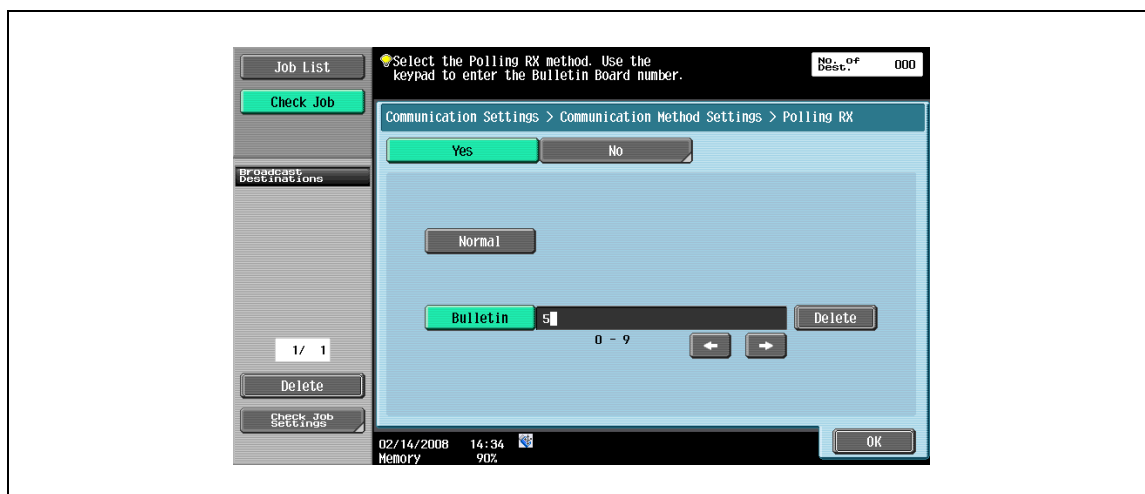 Job List
Check Job
Broadcast
Destinations
1/ 1
Delete
Check Job
Settings
Select the Polling RX method. Use the
keypad to enter the Bulletin Board number.
No. of
Dest.
000
Communication Settings > Communication Method Settings > Polling RX
Yes
No
Normal
Bulletin
5
Delete
0 - 9
← →
02/14/2008 14:34
Memory 90%
OK